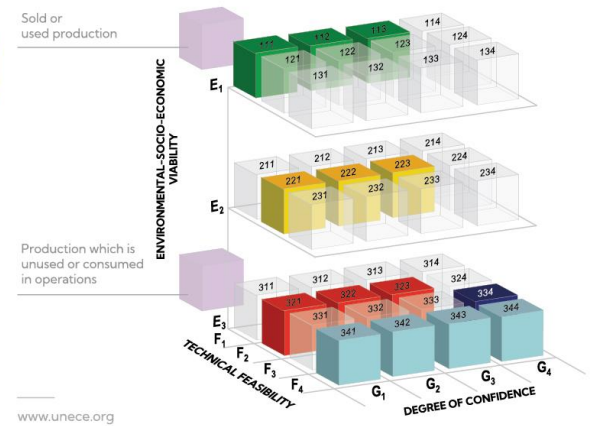 Sold or
used production
114
113
112
111
124
123
122
121
134
133
132
131
E1
ENVIRONMENTAL-SOCIO-ECONOMIC
VIABILITY
214
213
212
211
224
223
222
221
234
233
232
231
E2
Production which is
unused or consumed
in operations
314
313
312
311
324
323
322
321
334
333
332
331
344
343
342
341
E3
F1
F2
F3
F4
TECHNICAL FEASIBILITY
G1
G2
G3
G4
DEGREE OF CONFIDENCE
www.unece.org